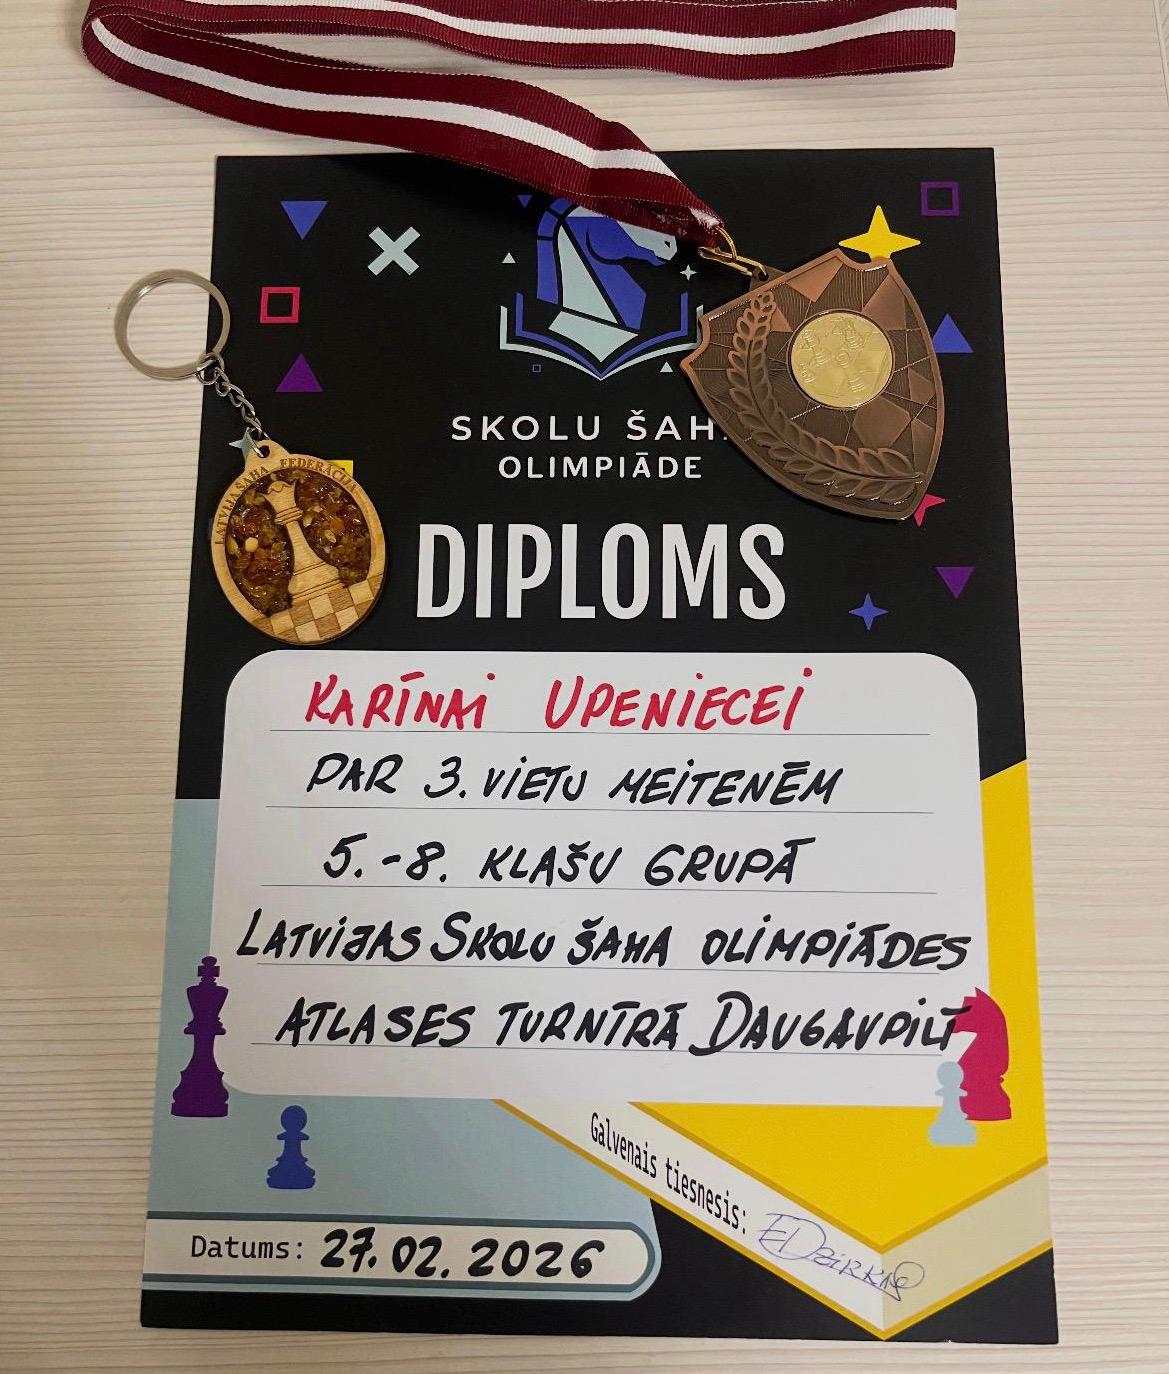 LATVIJAS ŠAHA FEDERĀCIJA
SKOLU ŠAHA
OLIMPIĀDE
DIPLOMS
KARĪNAI UPENIECEI
PAR 3. VIETU MEITENĒM
5.-8. KLAŠU GRUPĀ
LATVIJAS SKOLU ŠAHA OLIMPIĀDES
ATLASES TURNĪRĀ DAUGAVPILĪ
Galvenais tiesnesis:
Datums: 27.02.2026